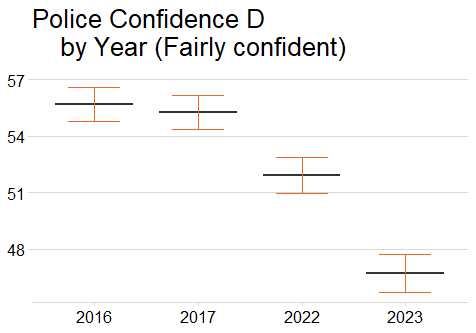 Police Confidence D
by Year (Fairly confident)
57
54
51
48
2016 2017 2022 2023